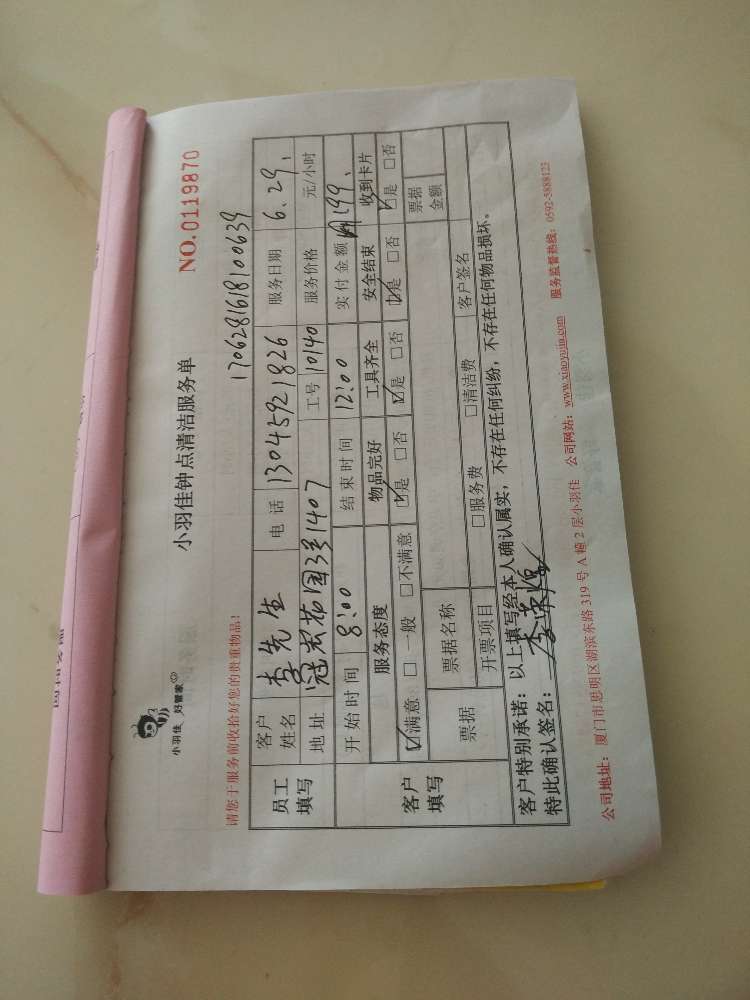 小羽佳 好管家
小羽佳钟点清洁服务单
NO.0119870
1706281618100639
请您于服务前收拾好您的贵重物品!
员工填写 客户姓名 李先生 电话 13045921826 服务日期 6.29.
地址 冠宏花园3号1407 工号 10140 服务价格 元/小时
客户填写 开始时间 8:00 结束时间 12:00 实付金额 199.
服务态度 物品完好 工具齐全 安全结束 收到卡片
☑满意 □一般 □不满意 ☑是 □否 ☑是 □否 ☑是 □否 ☑是 □否
票据 票据名称 票据金额
开票项目 □服务费 □清洁费 客户签名
客户特别承诺：以上填写经本人确认属实，不存在任何纠纷，不存在任何物品损坏。
特此确认签名：
公司地址：厦门市思明区湖滨东路 319 号 A 幢 2 层小羽佳 公司网站：www.xiaoyujia.com 服务监督热线：0592-5888123